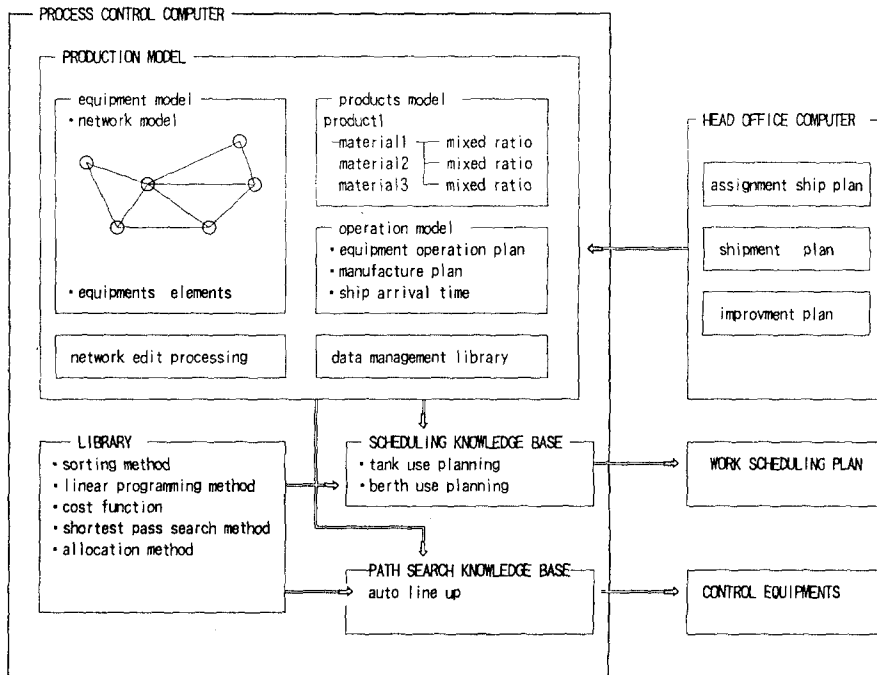 PROCESS CONTROL COMPUTER
PRODUCTION MODEL
equipment model
・network model
・equipments elements
products model
product1
material1 mixed ratio
material2 mixed ratio
material3 mixed ratio
operation model
・equipment operation plan
・manufacture plan
・ship arrival time
network edit processing
data management library
HEAD OFFICE COMPUTER
assignment ship plan
shipment plan
improvment plan
LIBRARY
・sorting method
・linear programming method
・cost function
・shortest pass search method
・allocation method
SCHEDULING KNOWLEDGE BASE
・tank use planning
・berth use planning
WORK SCHEDULING PLAN
PATH SEARCH KNOWLEDGE BASE
auto line up
CONTROL EQUIPMENTS